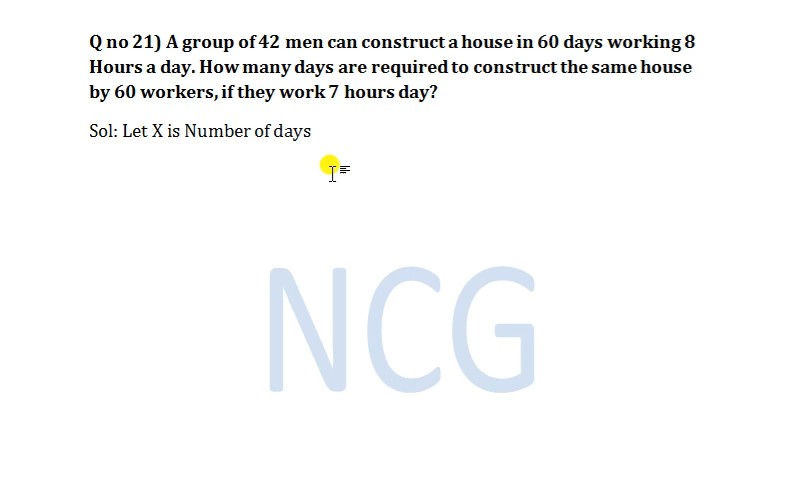 Q no 21) A group of 42 men can construct a house in 60 days working 8
Hours a day. How many days are required to construct the same house
by 60 workers, if they work 7 hours day?
Sol: Let X is Number of days
NCG